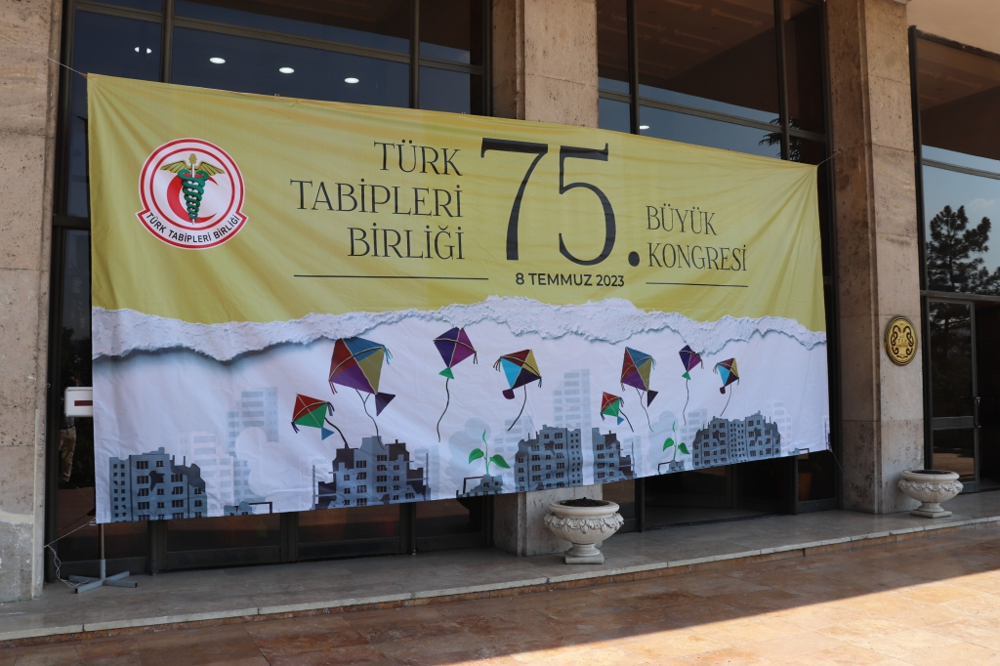 TÜRK TABİPLERİ BİRLİĞİ
TÜRK
TABİPLERİ
BİRLİĞİ
75.
BÜYÜK
KONGRESİ
8 TEMMUZ 2023